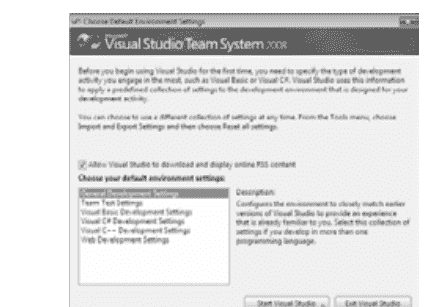 Choose Default Environment Settings
Microsoft
Visual Studio Team System 2008
Before you begin using Visual Studio for the first time, you need to specify the type of development
activity you engage in the most, such as Visual Basic or Visual C#. Visual Studio uses this information
to apply a predefined collection of settings to the development environment that is designed for your
development activity.
You can choose to use a different collection of settings at any time. From the Tools menu, choose
Import and Export Settings and then choose Reset all settings.
Allow Visual Studio to download and display online RSS content
Choose your default environment settings:
General Development Settings
Team Test Settings
Visual Basic Development Settings
Visual C# Development Settings
Visual C++ Development Settings
Web Development Settings
Description:
Configures the environment to closely match earlier
versions of Visual Studio to provide an experience
that is already familiar to you. Select this collection of
settings if you develop in more than one
programming language.
Start Visual Studio
Exit Visual Studio